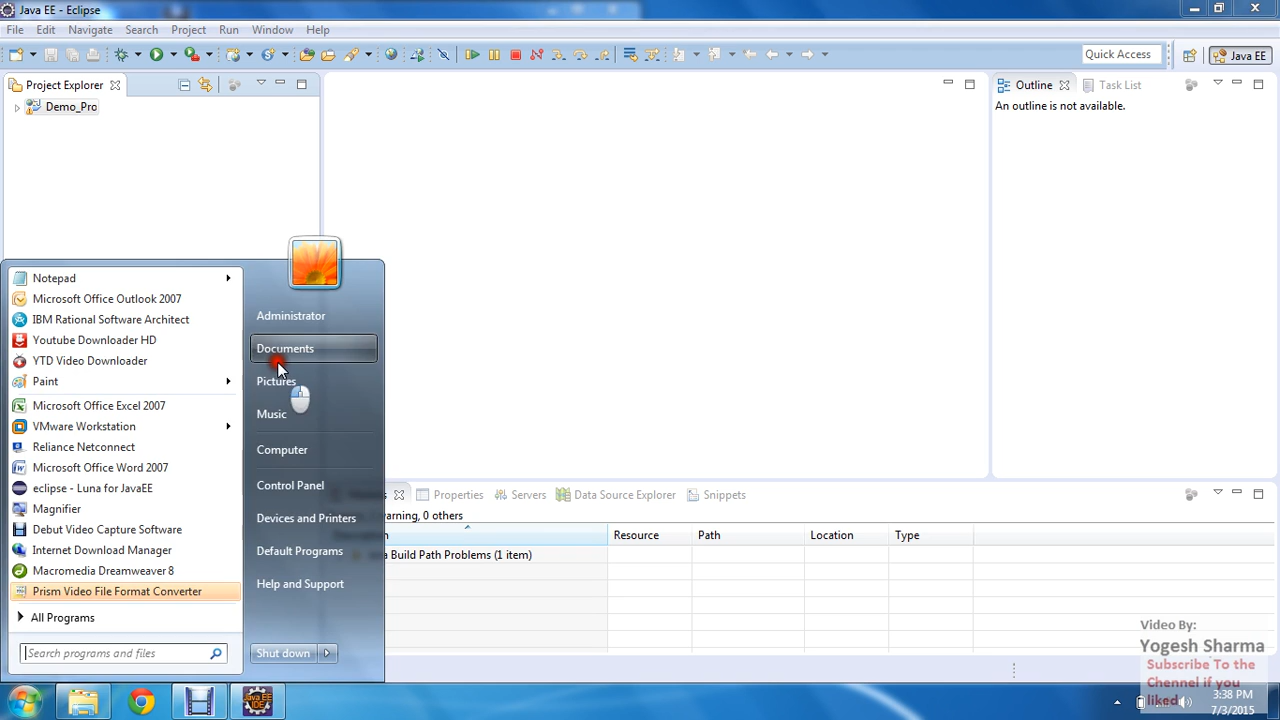 Java EE - Eclipse
File Edit Navigate Search Project Run Window Help
Quick Access Java EE
Project Explorer
Demo_Pro
Outline Task List
An outline is not available.
Notepad
Microsoft Office Outlook 2007
IBM Rational Software Architect
Youtube Downloader HD
YTD Video Downloader
Paint
Microsoft Office Excel 2007
VMware Workstation
Reliance Netconnect
Microsoft Office Word 2007
eclipse - Luna for JavaEE
Magnifier
Debut Video Capture Software
Internet Download Manager
Macromedia Dreamweaver 8
Prism Video File Format Converter
All Programs
Search programs and files
Administrator
Documents
Pictures
Music
Computer
Control Panel
Devices and Printers
Default Programs
Help and Support
Shut down
Properties Servers Data Source Explorer Snippets
warning, 0 others
Resource Path Location Type
Build Path Problems (1 item)
Java EE
IDE
Video By:
Yogesh Sharma
Subscribe To the
Chennel if you
liked
3:38 PM
7/3/2015